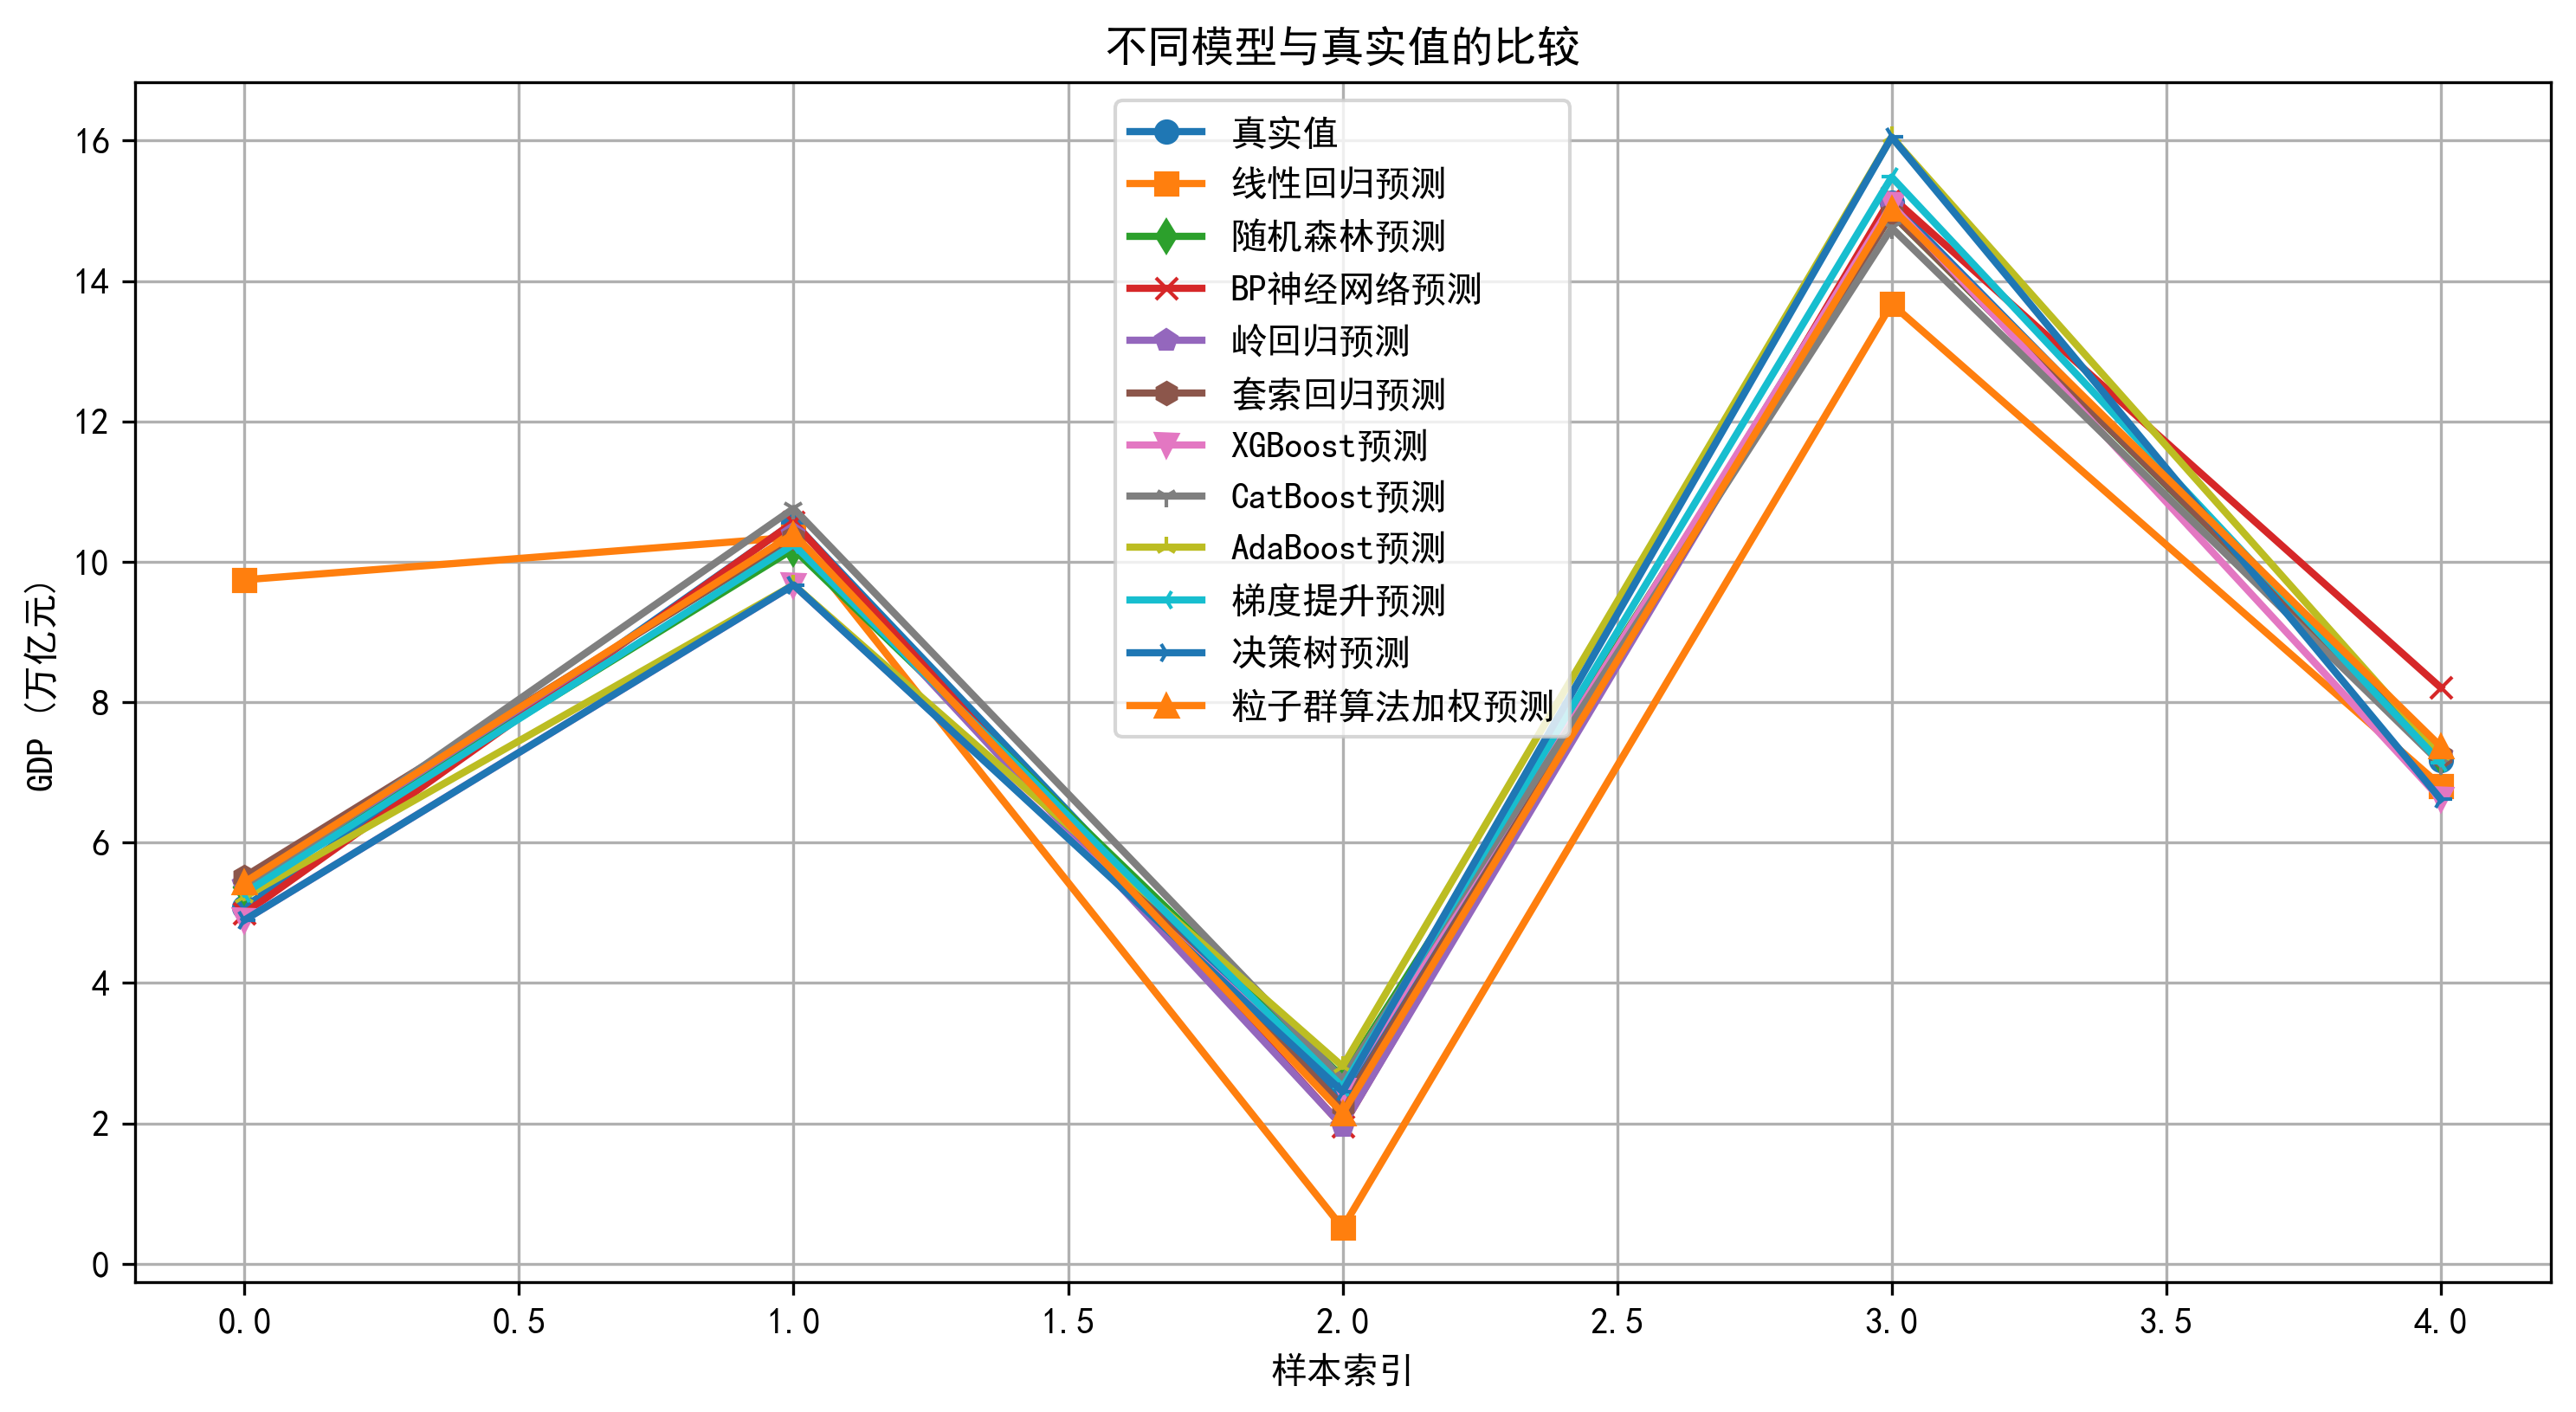 不同模型与真实值的比较
真实值
线性回归预测
随机森林预测
BP神经网络预测
岭回归预测
套索回归预测
XGBoost预测
CatBoost预测
AdaBoost预测
梯度提升预测
决策树预测
粒子群算法加权预测
GDP (万亿元)
16
14
12
10
8
6
4
2
0
0.0 0.5 1.0 1.5 2.0 2.5 3.0 3.5 4.0
样本索引